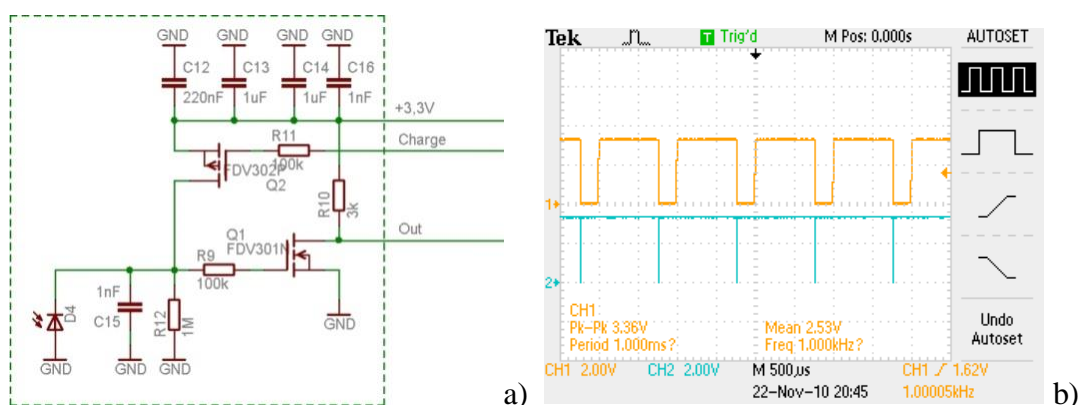 GND GND GND GND
C12 C13 C14 C16
220nF 1uF 1uF 1nF
+3,3V
R11 Charge
100k
FDV302P
Q2
R10
3k
Q1
FDV301N
Out
R9
100k
1nF
C15
D4
R12
1M
GND
GND GND GND
a)
Tek T Trig'd M Pos: 0.000s AUTOSET
1
2
CH1
Pk-Pk 3.36V Mean 2.53V
Period 1.000ms? Freq 1.000kHz?
Undo
Autoset
CH1 2.00V CH2 2.00V M 500µs CH1 / 1.62V
22-Nov-10 20:45 1.00005kHz
b)